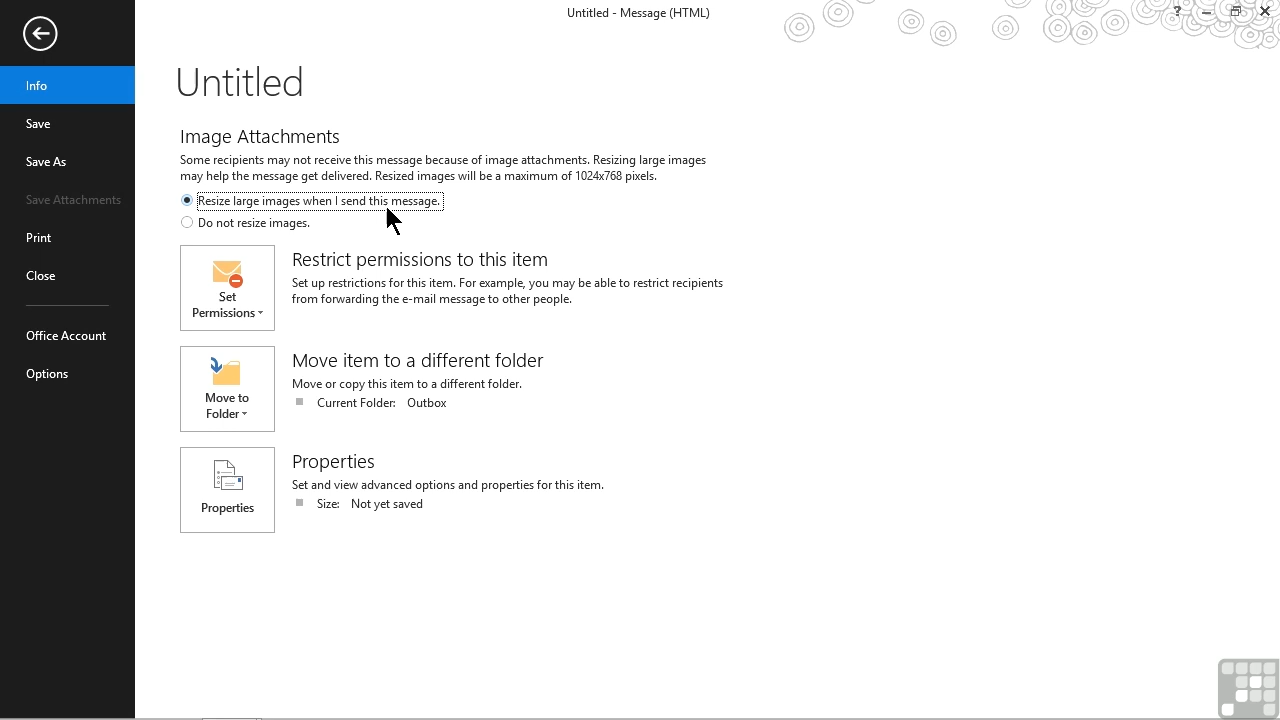 Untitled - Message (HTML)
?
Info
Save
Save As
Save Attachments
Print
Close
Office Account
Options
Untitled
Image Attachments
Some recipients may not receive this message because of image attachments. Resizing large images
may help the message get delivered. Resized images will be a maximum of 1024x768 pixels.
Resize large images when I send this message.
Do not resize images.
Set
Permissions
Restrict permissions to this item
Set up restrictions for this item. For example, you may be able to restrict recipients
from forwarding the e-mail message to other people.
Move to
Folder
Move item to a different folder
Move or copy this item to a different folder.
Current Folder: Outbox
Properties
Properties
Set and view advanced options and properties for this item.
Size: Not yet saved